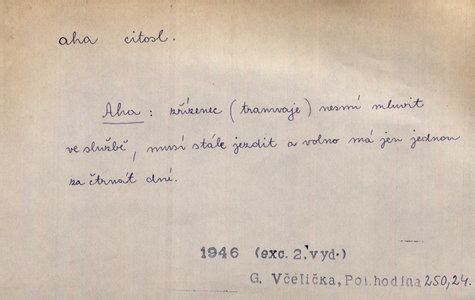 aha citosl.
Aha : zřízenec (tramvaje) nesmí mluvit
ve službě, musí stále jezdit a volno má jen jednou
za čtrnáct dní.
1946 (exc. 2. vyd.)
G. Včelička, Pol.hodina 250,24.